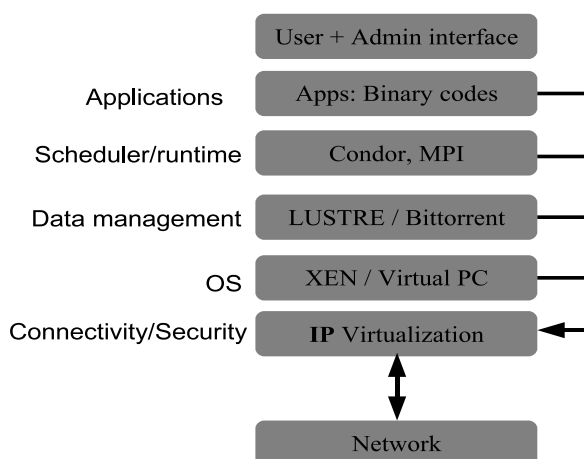 User + Admin interface
Applications
Apps: Binary codes
Scheduler/runtime
Condor, MPI
Data management
LUSTRE / Bittorrent
OS
XEN / Virtual PC
Connectivity/Security
IP Virtualization
Network